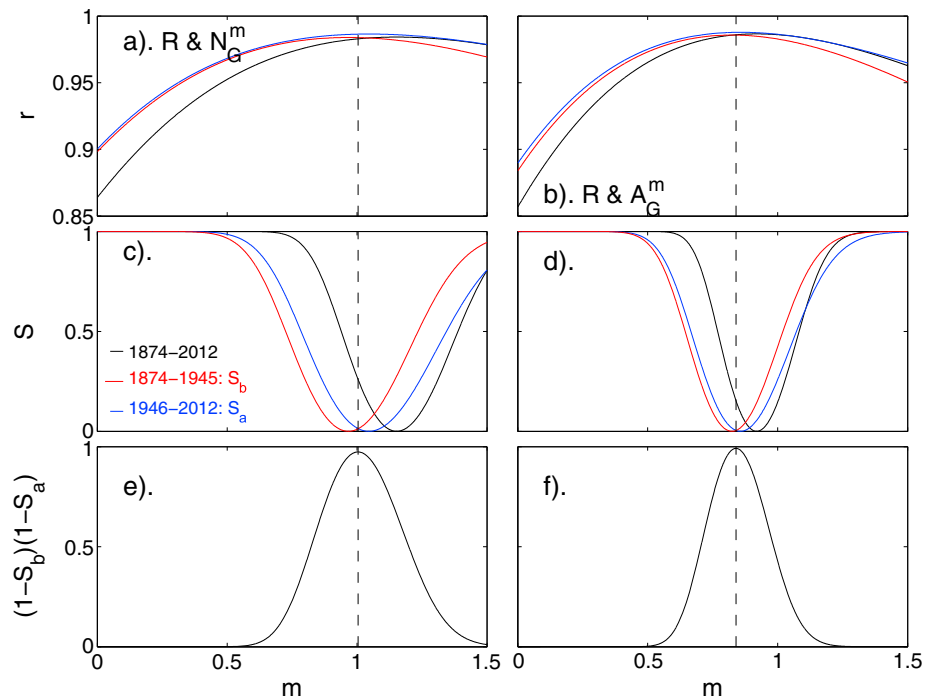 a). R & N_G^m
1
0.95
0.9
0.85
r
b). R & A_G^m
c).
1
0.5
0
S
1874−2012
1874−1945: S_b
1946−2012: S_a
d).
e).
1
0.5
0
(1−S_b)(1−S_a)
0 0.5 1 1.5
m
f).
0 0.5 1 1.5
m